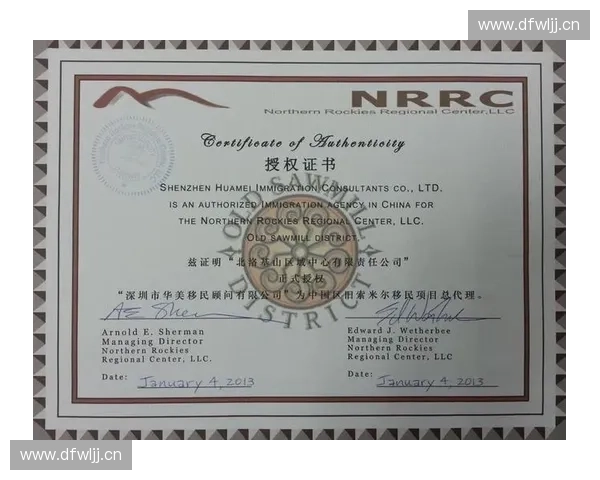 www.dfwljj.cn
NRRC
Northern Rockies Regional Center, LLC
Certificate of Authenticity
授权证书
SHENZHEN HUAMEI IMMIGRATION CONSULTANTS CO., LTD.
IS AN AUTHORIZED IMMIGRATION AGENCY IN CHINA FOR
THE NORTHERN ROCKIES REGIONAL CENTER, LLC.
OLD SAWMILL DISTRICT.
OLD SAWMILL
DISTRICT
兹证明“北洛基山区域中心有限责任公司”
正式授权
“深圳市华美移民顾问有限公司”为中国区旧索米尔移民项目总代理。
Arnold E. Sherman
Managing Director
Northern Rockies
Regional Center, LLC.
Date: January 4, 2013
Edward J. Wetherbee
Managing Director
Northern Rockies
Regional Center, LLC
Date: January 4, 2013
www.dfwljj.cn